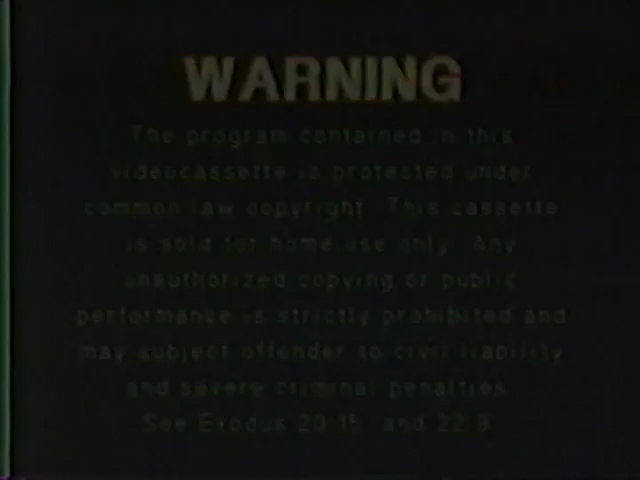 WARNING
The program contained in this
videocassette is protected under
common law copyright. This cassette
is sold for home use only. Any
unauthorized copying or public
performance is strictly prohibited and
may subject offender to civil liability
and severe criminal penalties.
See Exodus 20:15, and 22:9.